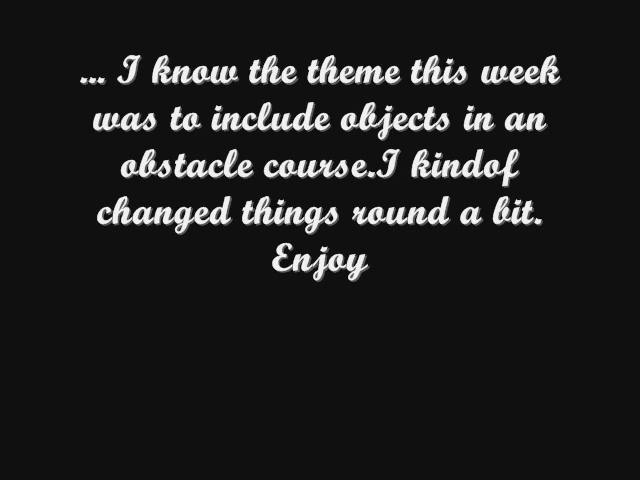 ... I know the theme this week
was to include objects in an
obstacle course.I kindof
changed things round a bit.
Enjoy